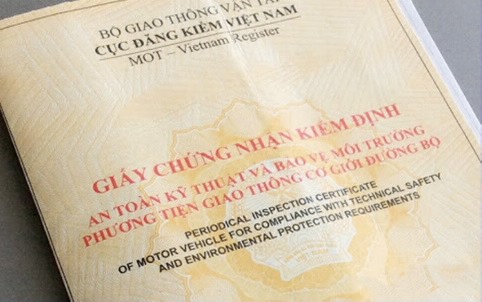 BỘ GIAO THÔNG VẬN TẢI
CỤC ĐĂNG KIỂM VIỆT NAM
MOT – Vietnam Register
GIẤY CHỨNG NHẬN KIỂM ĐỊNH
AN TOÀN KỸ THUẬT VÀ BẢO VỆ MÔI TRƯỜNG
PHƯƠNG TIỆN GIAO THÔNG CƠ GIỚI ĐƯỜNG BỘ
PERIODICAL INSPECTION CERTIFICATE
OF MOTOR VEHICLE FOR COMPLIANCE WITH TECHNICAL SAFETY
AND ENVIRONMENTAL PROTECTION REQUIREMENTS